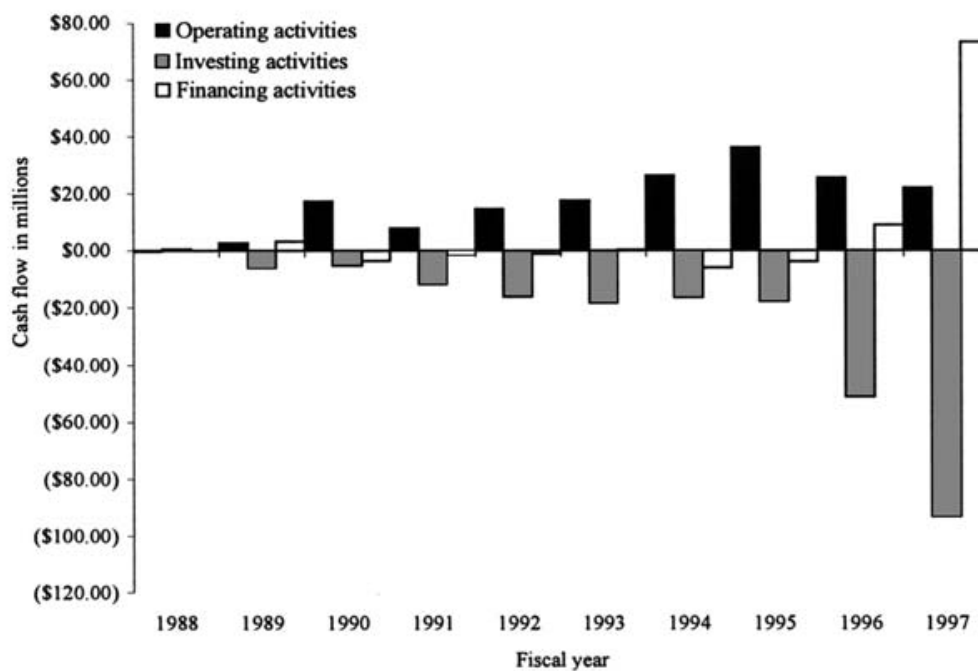 $80.00
$60.00
$40.00
$20.00
$0.00
($20.00)
($40.00)
($60.00)
($80.00)
($100.00)
($120.00)
Cash flow in millions
Operating activities
Investing activities
Financing activities
1988 1989 1990 1991 1992 1993 1994 1995 1996 1997
Fiscal year